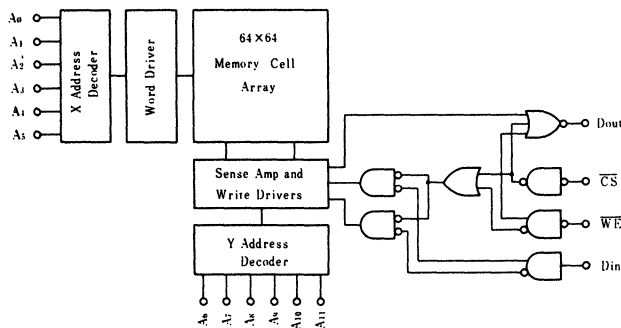 A0
A1
A2
A3
A4
A5
X Address
Decoder
Word Driver
64×64
Memory Cell
Array
Sense Amp and
Write Drivers
Y Address
Decoder
A6
A7
A8
A9
A10
A11
Dout
CS
WE
Din